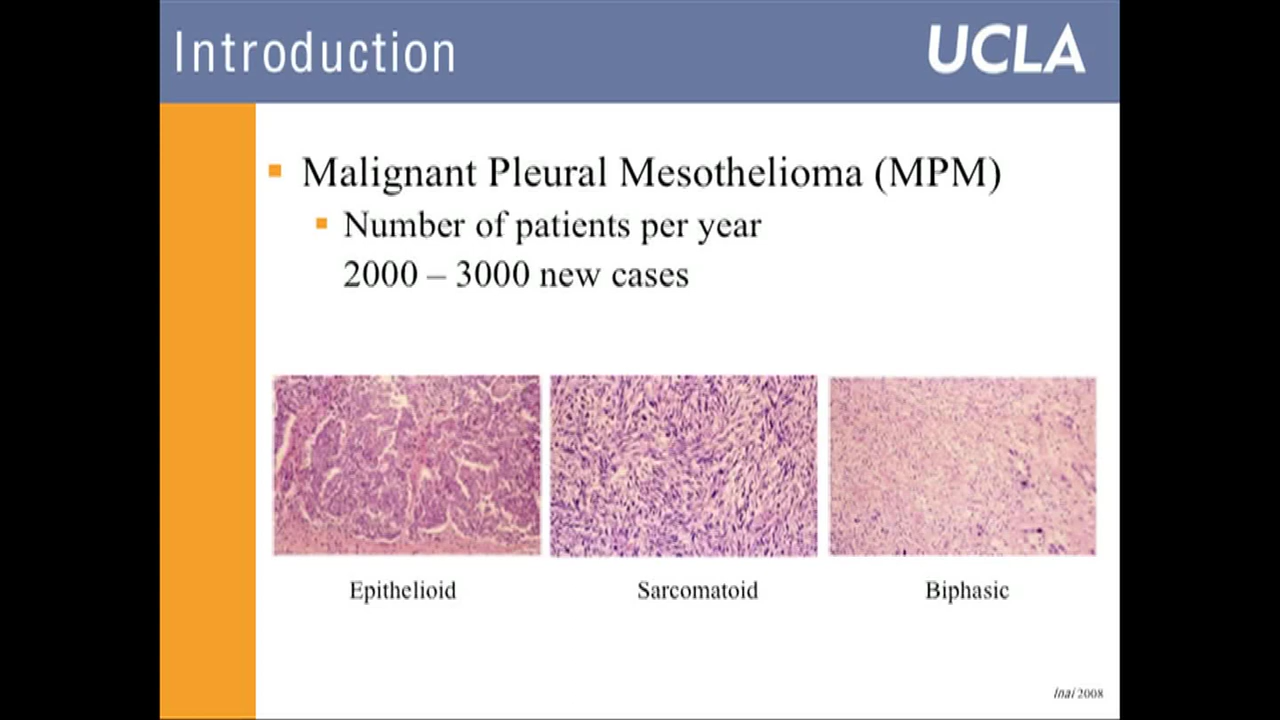 Introduction
UCLA
Malignant Pleural Mesothelioma (MPM)
Number of patients per year
2000 – 3000 new cases
Epithelioid
Sarcomatoid
Biphasic
Inai 2008